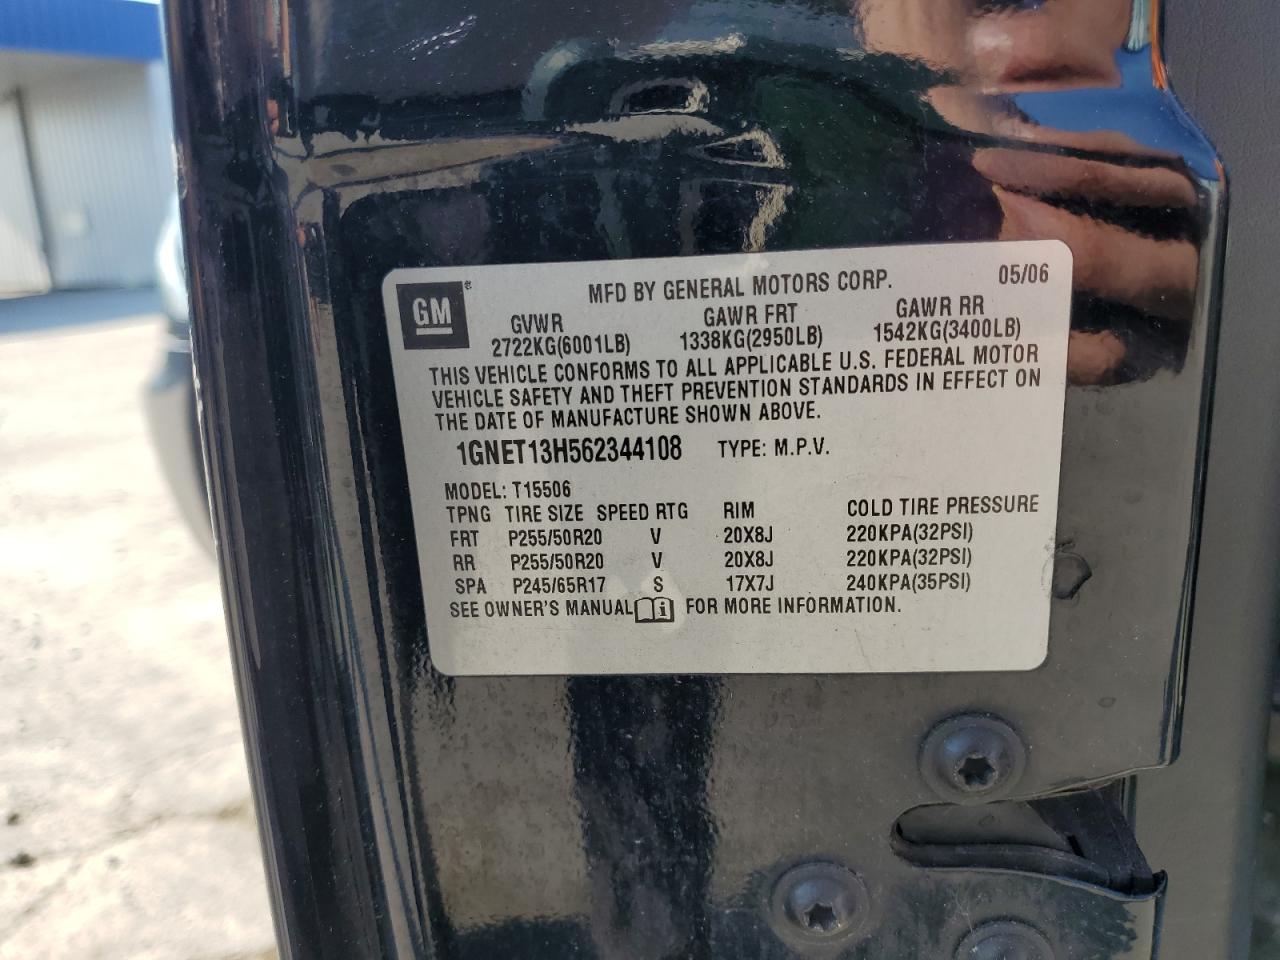 GM ®
MFD BY GENERAL MOTORS CORP. 05/06
GVWR GAWR FRT GAWR RR
2722KG(6001LB) 1338KG(2950LB) 1542KG(3400LB)
THIS VEHICLE CONFORMS TO ALL APPLICABLE U.S. FEDERAL MOTOR
VEHICLE SAFETY AND THEFT PREVENTION STANDARDS IN EFFECT ON
THE DATE OF MANUFACTURE SHOWN ABOVE.
1GNET13H562344108 TYPE: M.P.V.
MODEL: T15506
TPNG TIRE SIZE SPEED RTG RIM COLD TIRE PRESSURE
FRT P255/50R20 V 20X8J 220KPA(32PSI)
RR P255/50R20 V 20X8J 220KPA(32PSI)
SPA P245/65R17 S 17X7J 240KPA(35PSI)
SEE OWNER'S MANUAL i FOR MORE INFORMATION.